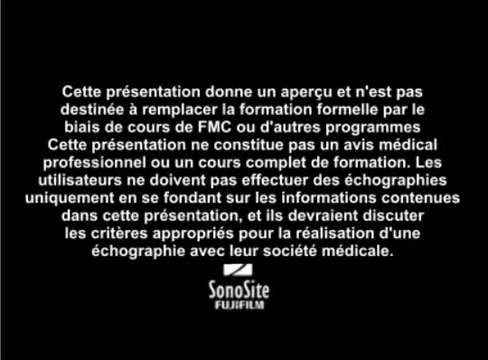 Cette présentation donne un aperçu et n'est pas
destinée à remplacer la formation formelle par le
biais de cours de FMC ou d'autres programmes
Cette présentation ne constitue pas un avis médical
professionnel ou un cours complet de formation. Les
utilisateurs ne doivent pas effectuer des échographies
uniquement en se fondant sur les informations contenues
dans cette présentation, et ils devraient discuter
les critères appropriés pour la réalisation d'une
échographie avec leur société médicale.
SonoSite
FUJIFILM